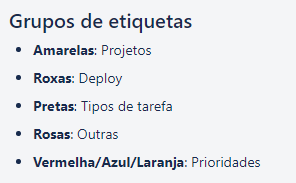 Grupos de etiquetas
• Amarelas: Projetos
• Roxas: Deploy
• Pretas: Tipos de tarefa
• Rosas: Outras
• Vermelha/Azul/Laranja: Prioridades